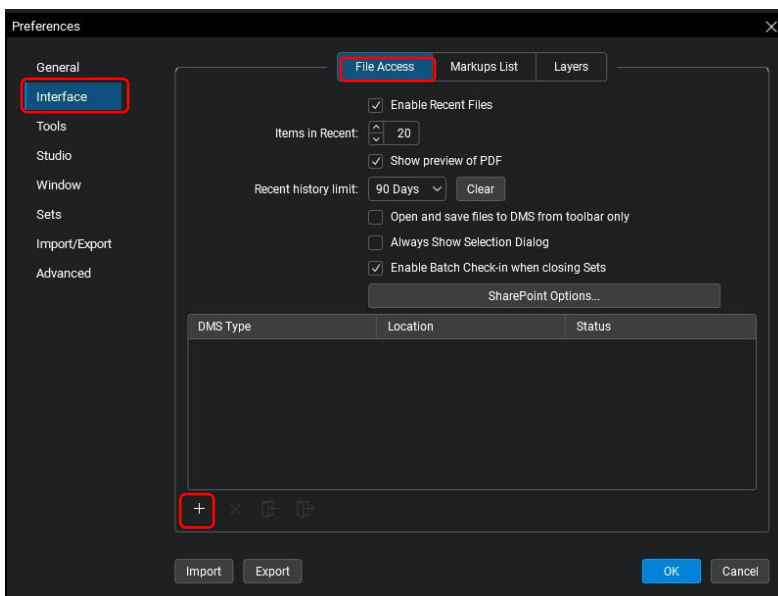 Preferences
General
Interface
Tools
Studio
Window
Sets
Import/Export
Advanced
File Access Markups List Layers
Enable Recent Files
Items in Recent: 20
Show preview of PDF
Recent history limit: 90 Days Clear
Open and save files to DMS from toolbar only
Always Show Selection Dialog
Enable Batch Check-in when closing Sets
SharePoint Options...
DMS Type Location Status
Import Export OK Cancel